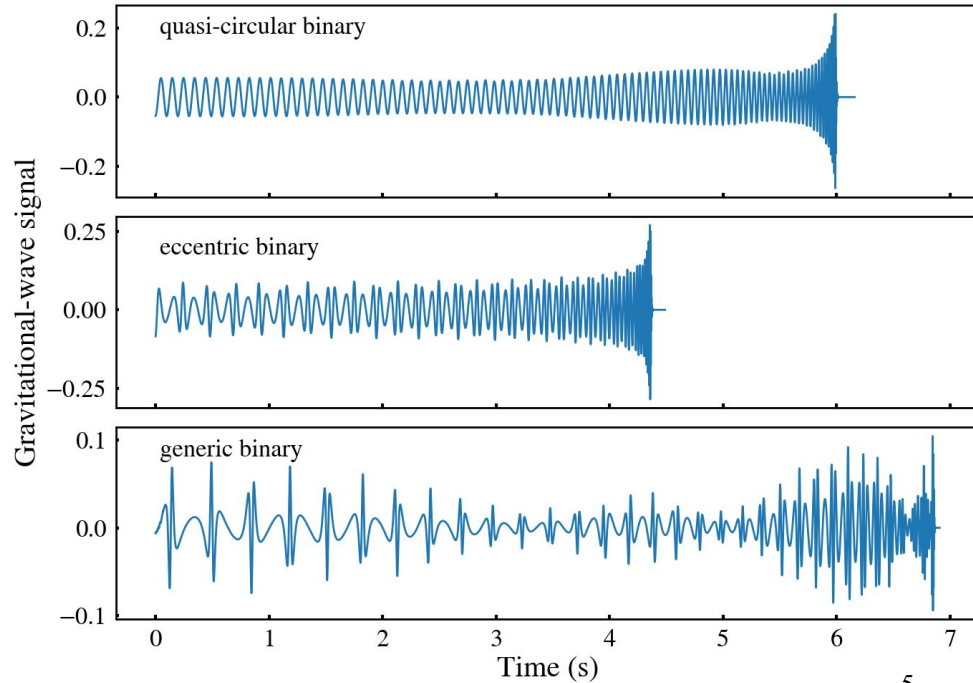 quasi-circular binary
0.2
0.0
−0.2
eccentric binary
0.25
0.00
−0.25
generic binary
0.1
0.0
−0.1
Gravitational-wave signal
0 1 2 3 4 5 6 7
Time (s)
5